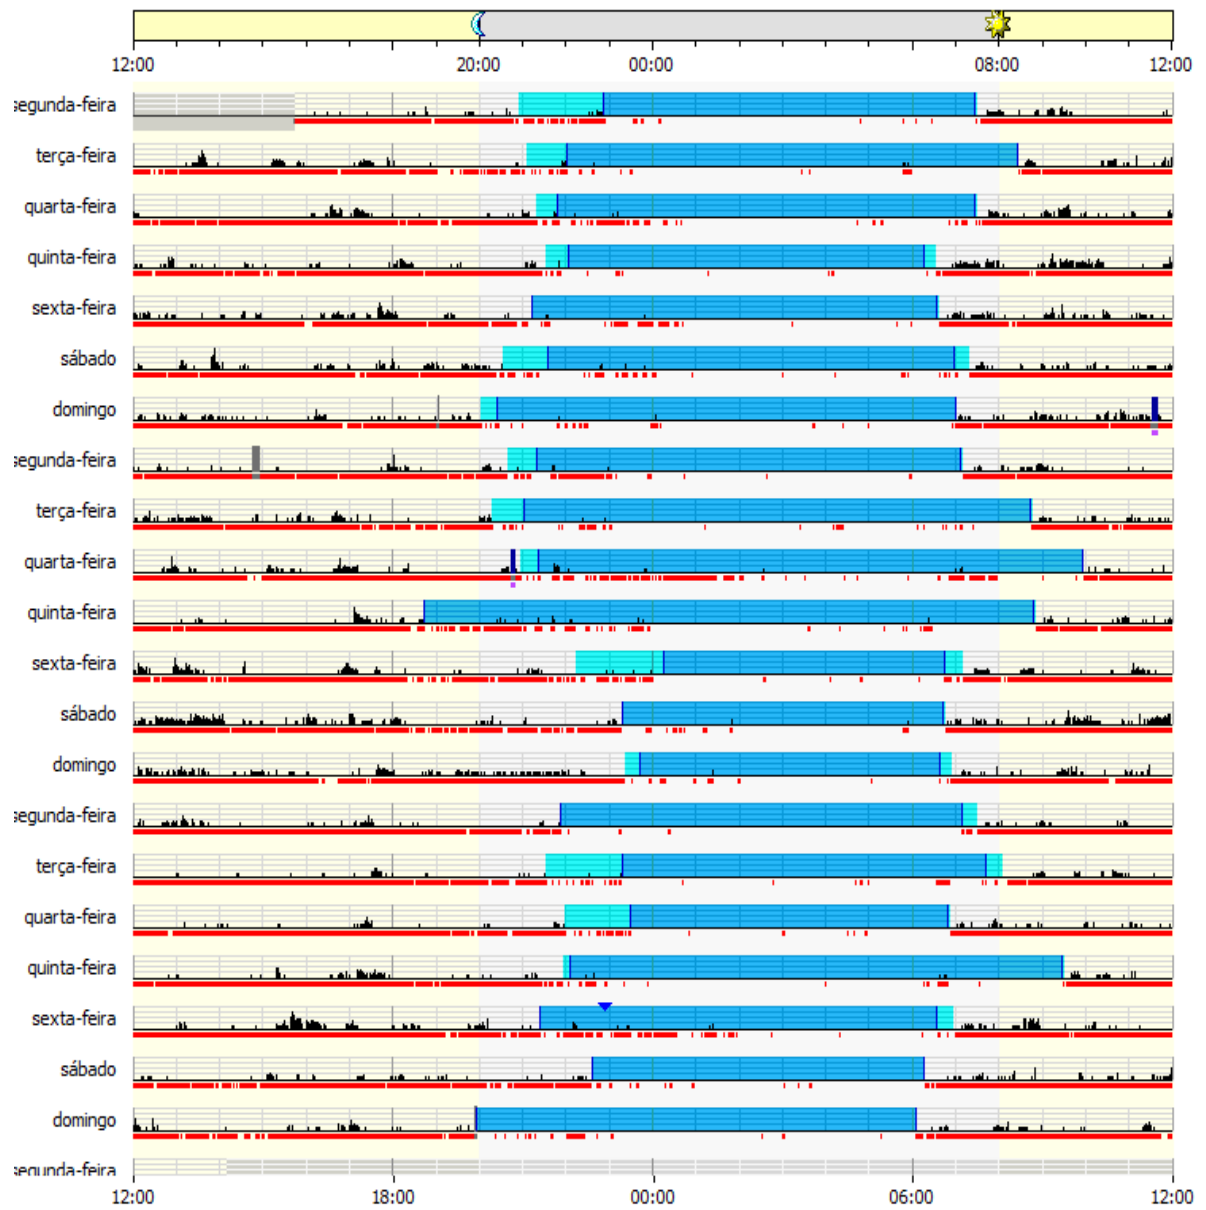 12:00 20:00 00:00 08:00 12:00
segunda-feira
terça-feira
quarta-feira
quinta-feira
sexta-feira
sábado
domingo
segunda-feira
terça-feira
quarta-feira
quinta-feira
sexta-feira
sábado
domingo
segunda-feira
terça-feira
quarta-feira
quinta-feira
sexta-feira
sábado
domingo
segunda-feira
12:00 18:00 00:00 06:00 12:00